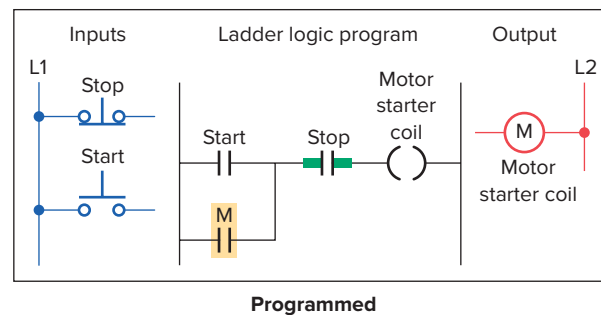 Inputs
Ladder logic program
Output
L1
Stop
Start
Start
M
Stop
Motor
starter
coil
L2
M
Motor
starter coil
Programmed